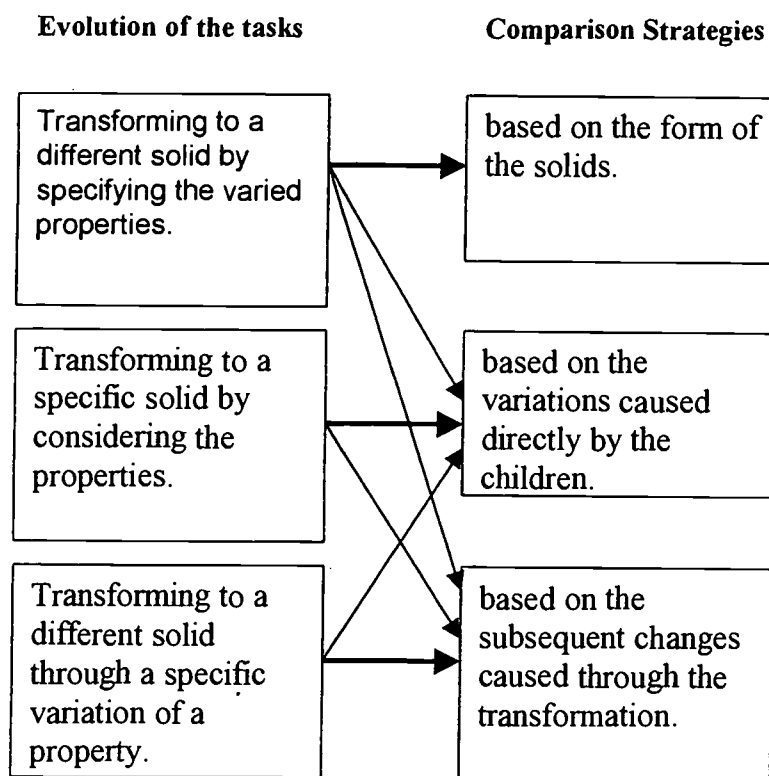 Evolution of the tasks
Comparison Strategies
Transforming to a
different solid by
specifying the varied
properties.
based on the form of
the solids.
Transforming to a
specific solid by
considering the
properties.
based on the
variations caused
directly by the
children.
Transforming to a
different solid
through a specific
variation of a
property.
based on the
subsequent changes
caused through the
transformation.